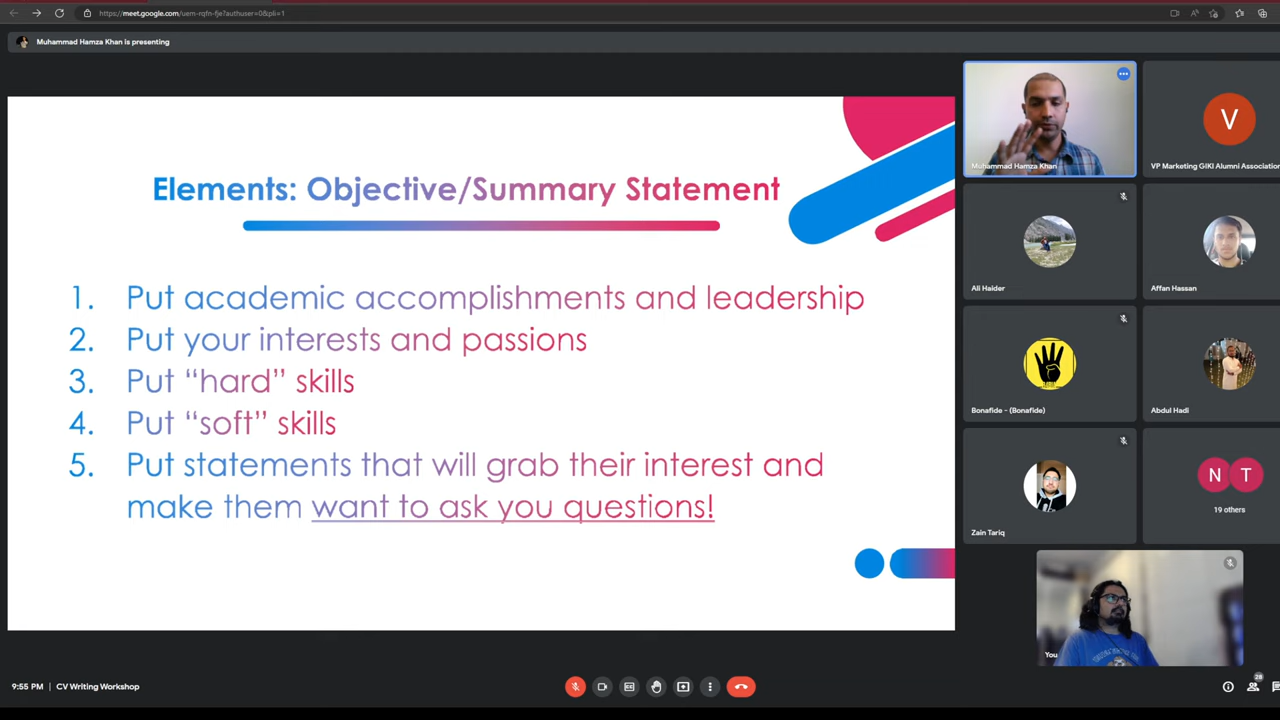 https://meet.google.com/uem-rqfn-fje?authuser=0&pli=1
Muhammad Hamza Khan is presenting
Elements: Objective/Summary Statement
1. Put academic accomplishments and leadership
2. Put your interests and passions
3. Put “hard” skills
4. Put “soft” skills
5. Put statements that will grab their interest and
make them want to ask you questions!
Muhammad Hamza Khan
V
VP Marketing GIKI Alumni Association
Ali Haider
Affan Hassan
Bonafide - (Bonafide)
Abdul Hadi
Zain Tariq
N T
19 others
You
9:55 PM CV Writing Workshop
28